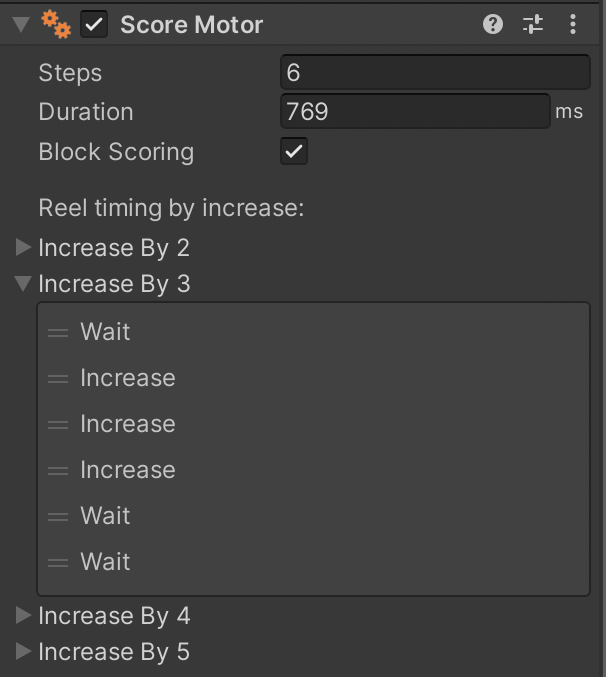 Score Motor
Steps 6
Duration 769 ms
Block Scoring
Reel timing by increase:
Increase By 2
Increase By 3
Wait
Increase
Increase
Increase
Wait
Wait
Increase By 4
Increase By 5